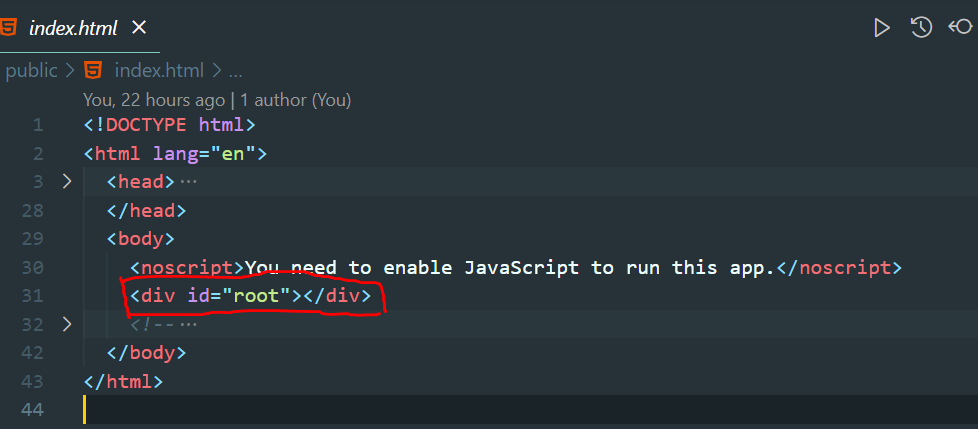 index.html
public > index.html > ...
You, 22 hours ago | 1 author (You)
1 <!DOCTYPE html>
2 <html lang="en">
3 <head>...
28 </head>
29 <body>
30 <noscript>You need to enable JavaScript to run this app.</noscript>
31 <div id="root"></div>
32 <!--...
42 </body>
43 </html>
44